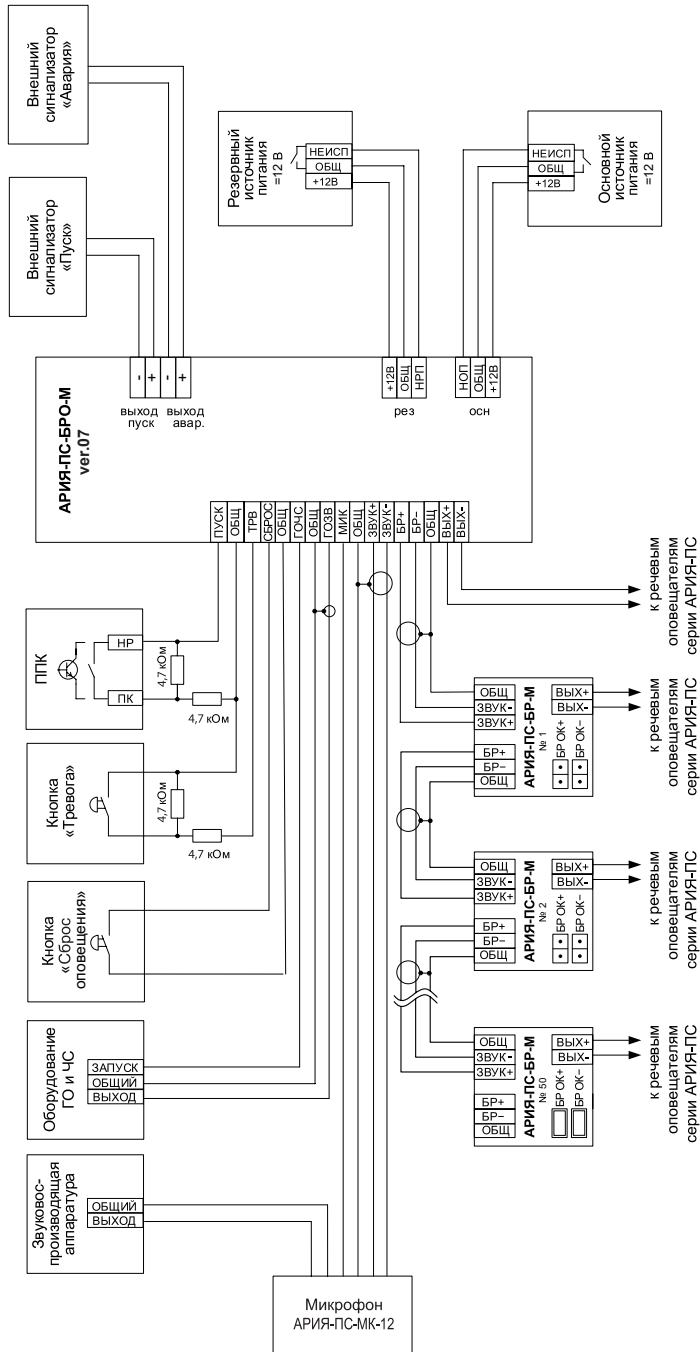 Внешний
сигнализатор
«Авария»
Внешний
сигнализатор
«Пуск»
Резервный
источник
питания
=12 В
НЕИСП
ОБЩ
+12В
Основной
источник
питания
=12 В
НЕИСП
ОБЩ
+12В
АРИЯ-ПС-БРО-М
ver.07
-
+
-
+
выход
пуск
выход
авар.
+12В
ОБЩ
НРП
рез
НОП
ОБЩ
+12В
осн
ПУСК
ОБЩ
ТРВ
СБРОС
ОБЩ
ГОЧС
ОБЩ
ГОЗВ
МИК
ОБЩ
ЗВУК+
ЗВУК-
БР+
БР–
ОБЩ
ВЫХ+
ВЫХ-
ППК
НР
ПК
4,7 кОм
4,7 кОм
Кнопка
«Тревога»
4,7 кОм
4,7 кОм
Кнопка
«Сброс
оповещения»
Оборудование
ГО и ЧС
ЗАПУСК
ОБЩИЙ
ВЫХОД
Звуковос-
производящая
аппаратура
ОБЩИЙ
ВЫХОД
Микрофон
АРИЯ-ПС-МК-12
к речевым
оповещателям
серии АРИЯ-ПС
ОБЩ
ЗВУК-
ЗВУК+
БР+
БР–
ОБЩ
АРИЯ-ПС-БР-М
№ 1
БР ОК+
БР ОК–
ВЫХ+
ВЫХ-
к речевым
оповещателям
серии АРИЯ-ПС
ОБЩ
ЗВУК-
ЗВУК+
БР+
БР–
ОБЩ
АРИЯ-ПС-БР-М
№ 2
БР ОК+
БР ОК–
ВЫХ+
ВЫХ-
к речевым
оповещателям
серии АРИЯ-ПС
ОБЩ
ЗВУК-
ЗВУК+
БР+
БР–
ОБЩ
АРИЯ-ПС-БР-М
№ 50
БР ОК+
БР ОК–
ВЫХ+
ВЫХ-
к речевым
оповещателям
серии АРИЯ-ПС